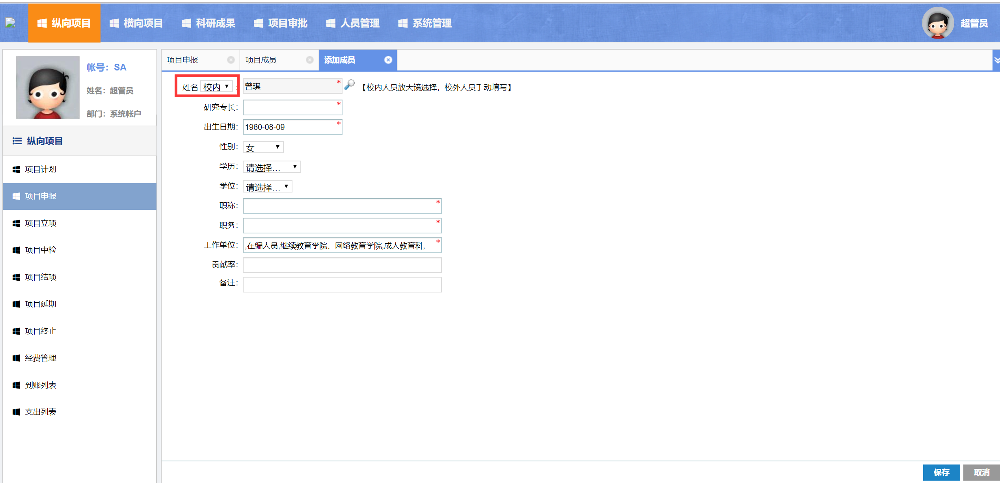 纵向项目 横向项目 科研成果 项目审批 人员管理 系统管理 超管员
帐号：SA
姓名：超管员
部门：系统帐户
纵向项目
项目计划
项目申报
项目立项
项目中检
项目结项
项目延期
项目终止
经费管理
到账列表
支出列表
项目申报 项目成员 添加成员
姓名 校内 : 曾琪 * 【校内人员放大镜选择，校外人员手动填写】
研究专长: *
出生日期: 1960-08-09 *
性别: 女
学历: 请选择...
学位: 请选择...
职称: *
职务: *
工作单位: ,在编人员,继续教育学院、网络教育学院,成人教育科, *
贡献率:
备注:
保存 取消